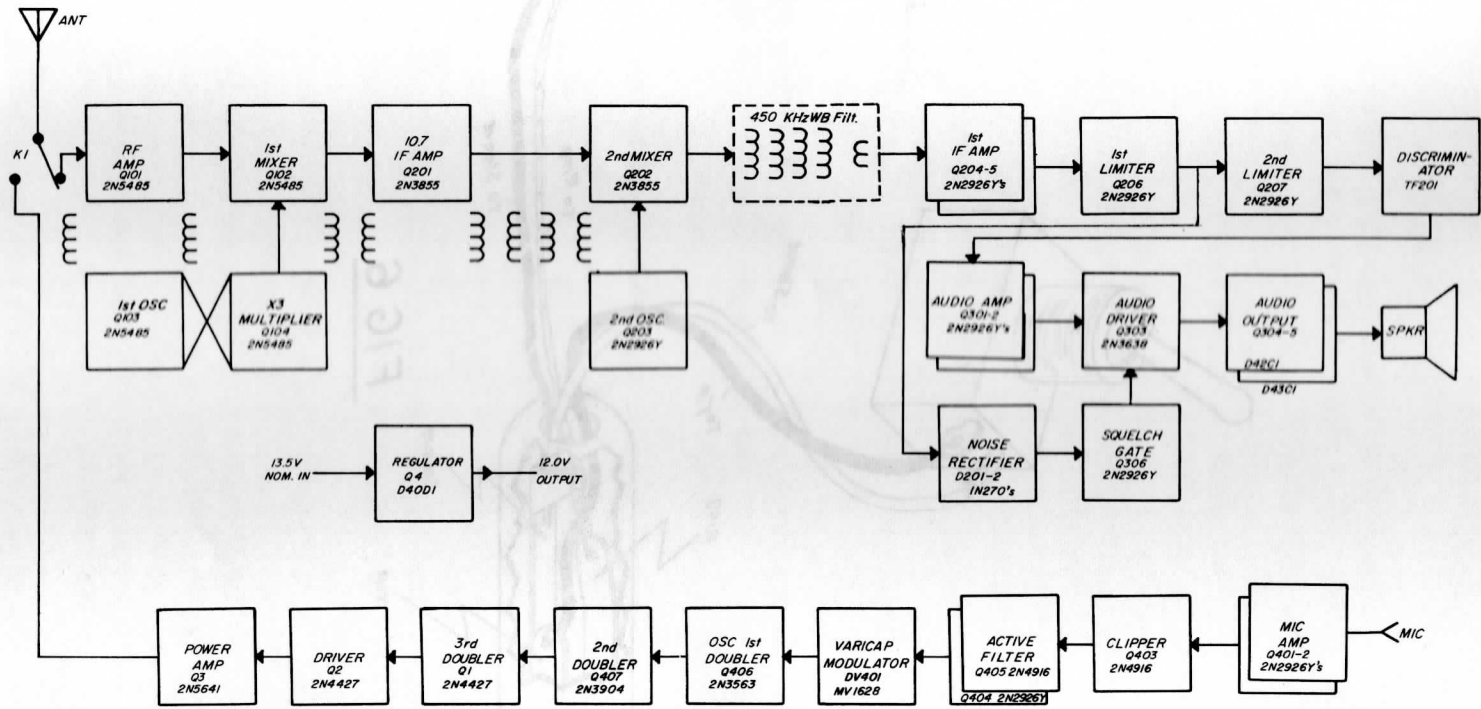 ANT
K1
RF
AMP
Q101
2N5485
1st
MIXER
Q102
2N5485
10.7
IF AMP
Q201
2N3855
2nd MIXER
Q202
2N3855
450 KHz WB Filt.
1st
IF AMP
Q204-5
2N2926Y's
1st
LIMITER
Q206
2N2926Y
2nd
LIMITER
Q207
2N2926Y
DISCRIMIN-
ATOR
TF201
1st OSC
Q103
2N5485
X3
MULTIPLIER
Q104
2N5485
2nd OSC
Q203
2N2926Y
AUDIO AMP
Q301-2
2N2926Y's
AUDIO
DRIVER
Q303
2N3638
AUDIO
OUTPUT
Q304-5
D42C1
D43C1
SPKR
FIG 6
13.5V
NOM. IN
REGULATOR
Q4
D40D1
12.0V
OUTPUT
NOISE
RECTIFIER
D201-2
1N270's
SQUELCH
GATE
Q306
2N2926Y
POWER
AMP
Q3
2N5641
DRIVER
Q2
2N4427
3rd
DOUBLER
Q1
2N4427
2nd
DOUBLER
Q407
2N3904
OSC 1st
DOUBLER
Q406
2N3563
VARICAP
MODULATOR
DV401
MV1628
ACTIVE
FILTER
Q405 2N4916
Q404 2N2926Y
CLIPPER
Q403
2N4916
MIC
AMP
Q401-2
2N2926Y's
MIC